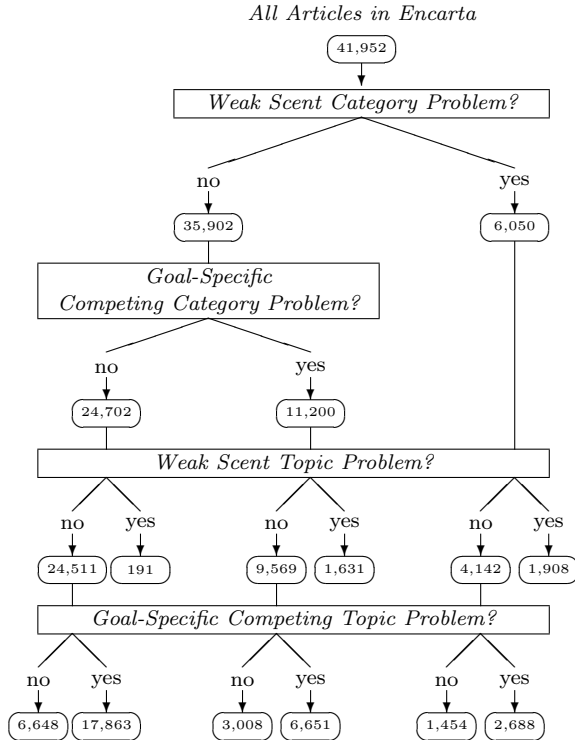 All Articles in Encarta
41,952
Weak Scent Category Problem?
no yes
35,902 6,050
Goal-Specific
Competing Category Problem?
no yes
24,702 11,200
Weak Scent Topic Problem?
no yes no yes no yes
24,511 191 9,569 1,631 4,142 1,908
Goal-Specific Competing Topic Problem?
no yes no yes no yes
6,648 17,863 3,008 6,651 1,454 2,688